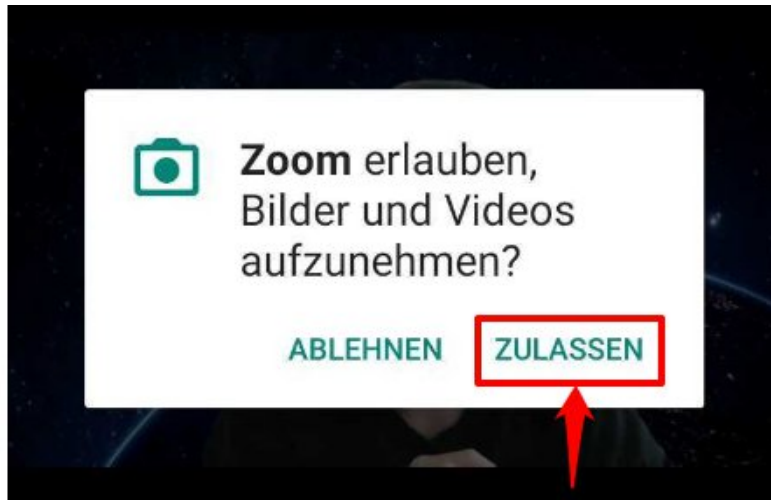 Zoom erlauben,
Bilder und Videos
aufzunehmen?
ABLEHNEN ZULASSEN